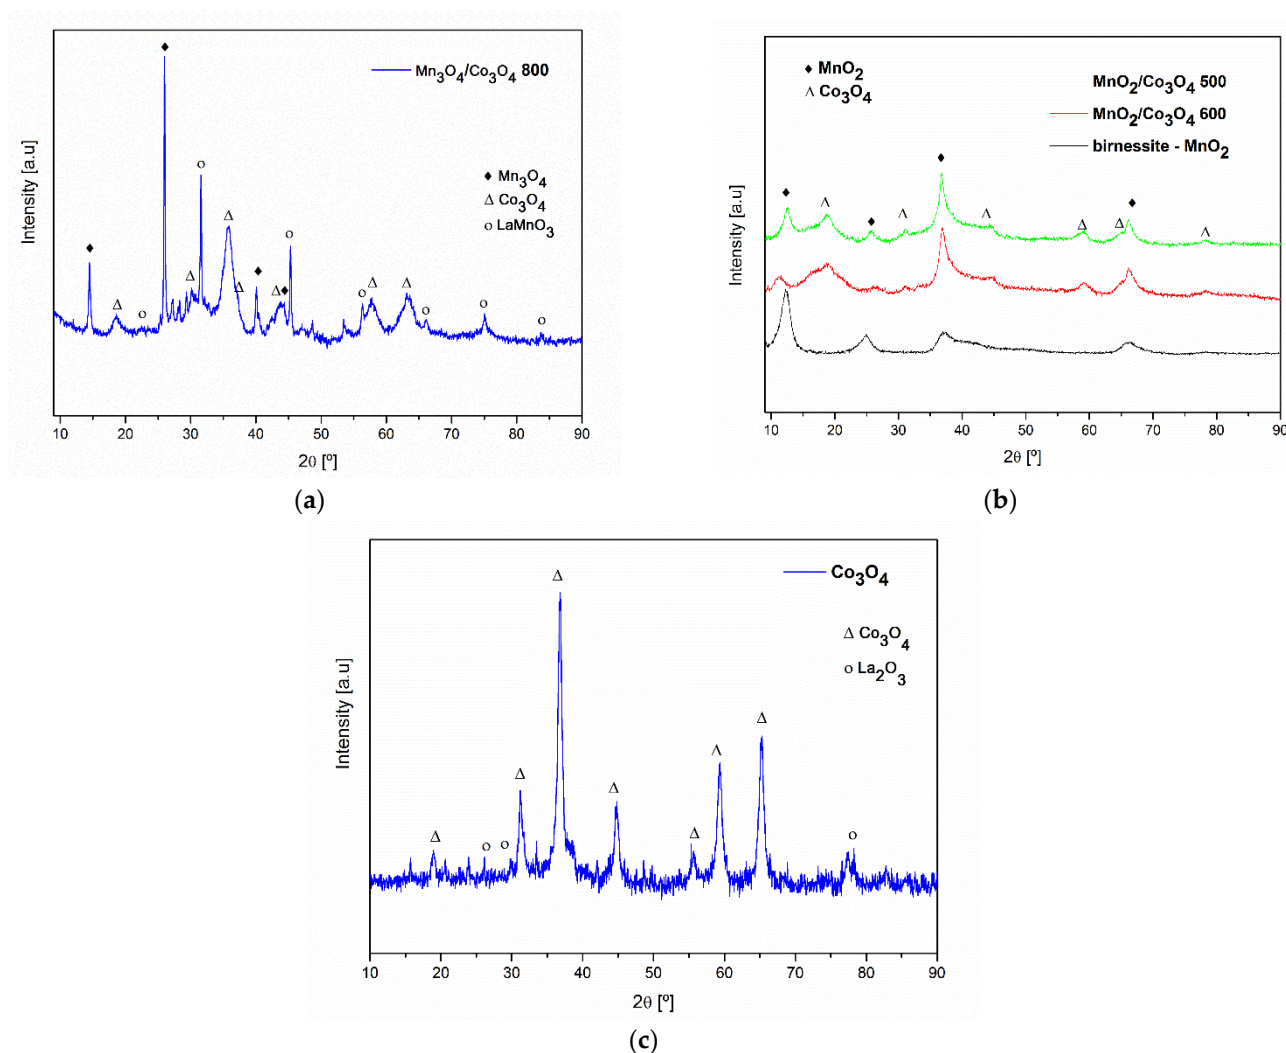 Mn3O4/Co3O4 800
♦ Mn3O4
Δ Co3O4
o LaMnO3
Intensity [a.u]
10 20 30 40 50 60 70 80 90
2θ [º]
(a)
♦ MnO2
Λ Co3O4
MnO2/Co3O4 500
MnO2/Co3O4 600
birnessite - MnO2
Intensity [a.u]
10 20 30 40 50 60 70 80 90
2θ [º]
(b)
Co3O4
Δ Co3O4
o La2O3
Intensity [a.u]
10 20 30 40 50 60 70 80 90
2θ [º]
(c)